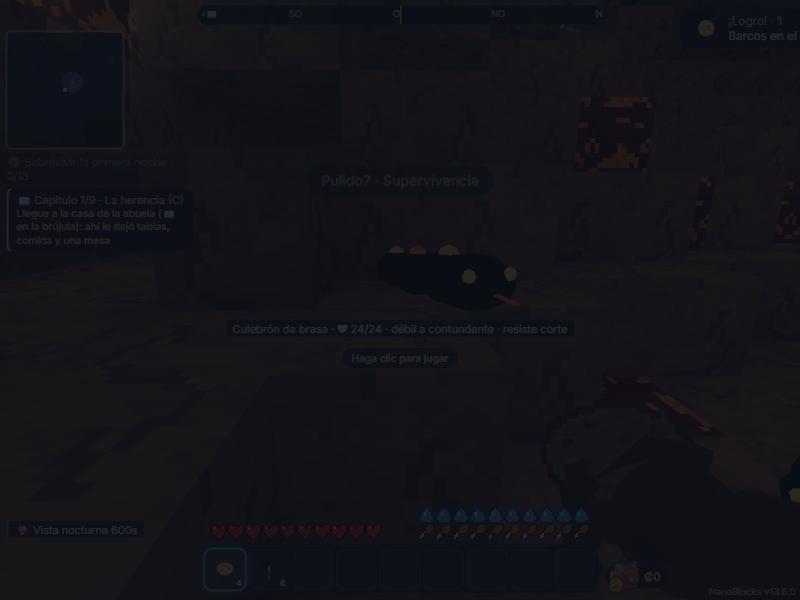 SO
O
NO
N
¡Logro! · 1
Barcos en el
Sobrevivir la primera noche
0/13
Capítulo 1/9 · La herencia (C)
Llegue a la casa de la abuela (
en la brújula): ahí le dejó tablas,
comida y una mesa
Pulido7 · Supervivencia
Culebrón de brasa · 24/24 · débil a contundente · resiste corte
Haga clic para jugar
Vista nocturna 600s
4
6
₡0
NanoBlocks v13.6.0